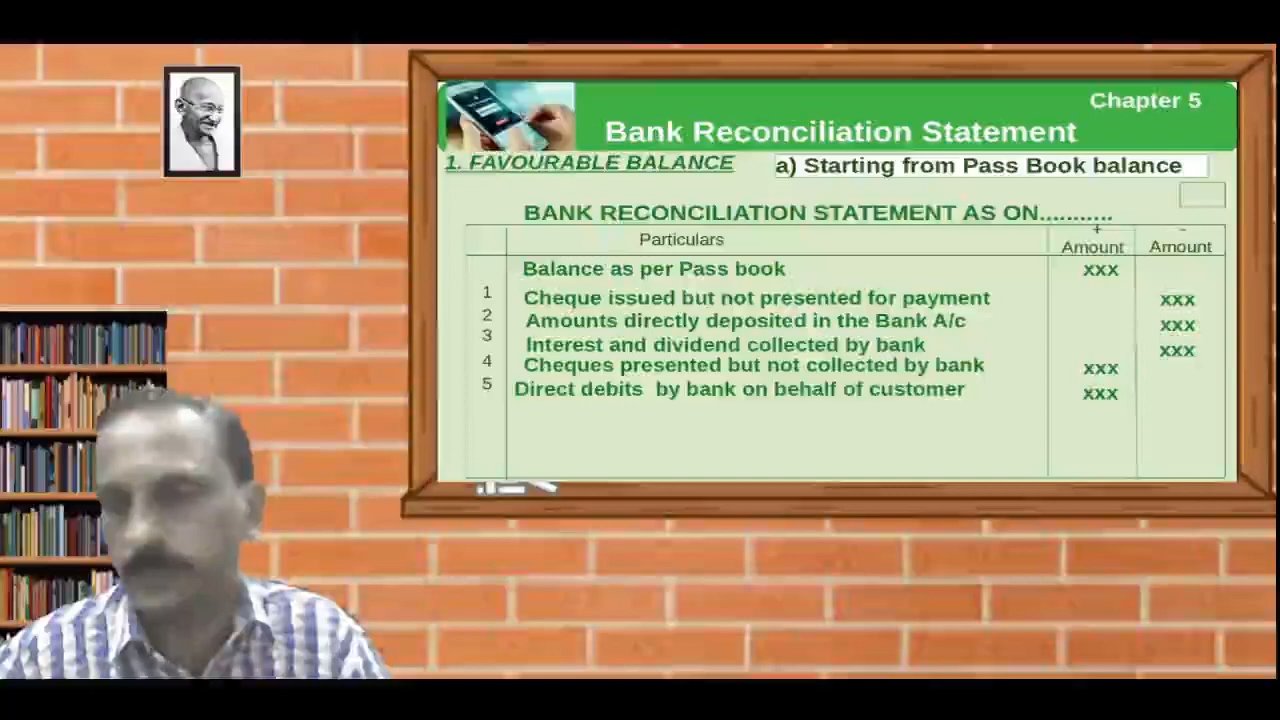 Chapter 5
Bank Reconciliation Statement
1. FAVOURABLE BALANCE a) Starting from Pass Book balance
BANK RECONCILIATION STATEMENT AS ON...........
Particulars + Amount - Amount
Balance as per Pass book xxx
1 Cheque issued but not presented for payment xxx
2 Amounts directly deposited in the Bank A/c xxx
3 Interest and dividend collected by bank xxx
4 Cheques presented but not collected by bank xxx
5 Direct debits by bank on behalf of customer xxx